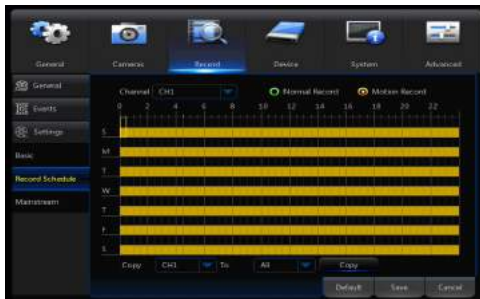 General Cameras Record Device System Advanced
General
Channel CH1 Normal Record Motion Record
Events
0 2 4 6 8 10 12 14 16 18 20 22
Settings
S
Basic
M
T
Record Schedule
W
Mainstream
T
F
S
Copy CH1 To All Copy
Default Save Cancel